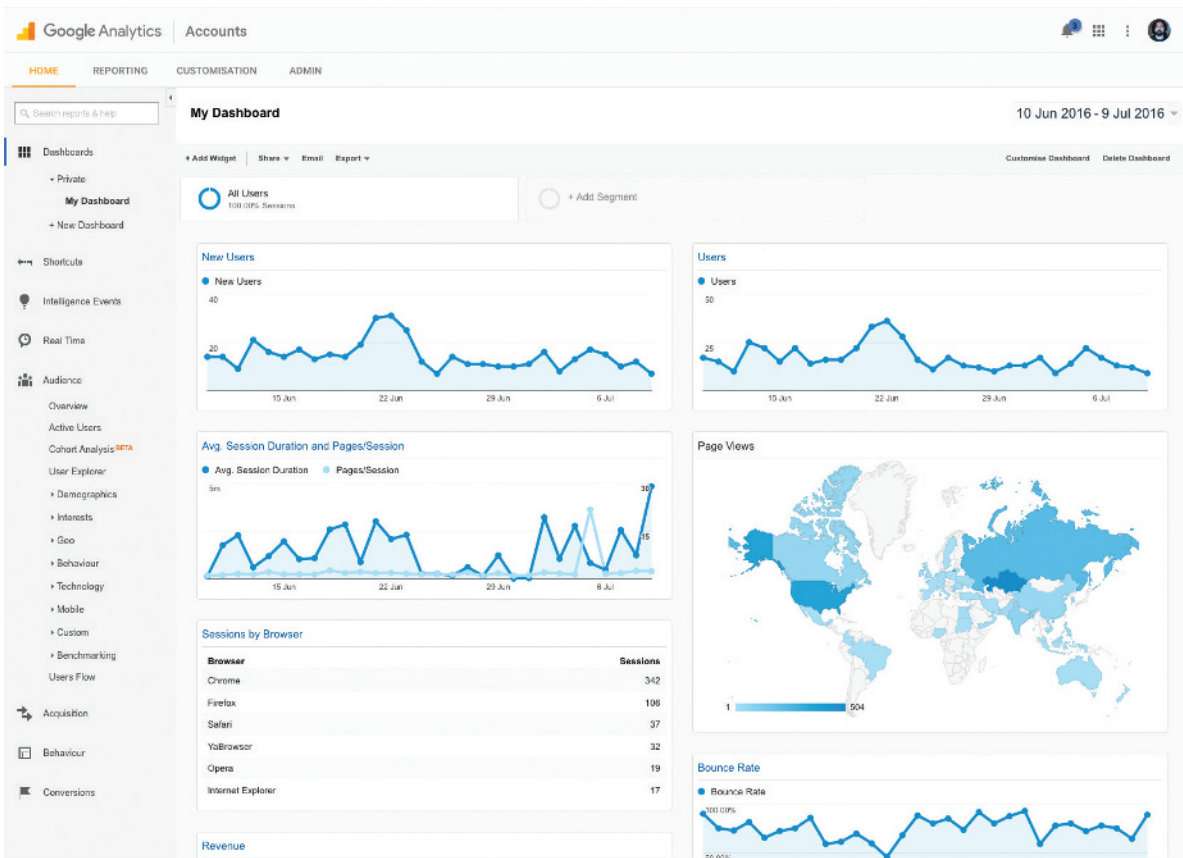 Google Analytics Accounts 3
HOME REPORTING CUSTOMISATION ADMIN
Search reports & help
Dashboards
Private
My Dashboard
+ New Dashboard
Shortcuts
Intelligence Events
Real Time
Audience
Overview
Active Users
Cohort Analysis BETA
User Explorer
Demographics
Interests
Geo
Behaviour
Technology
Mobile
Custom
Benchmarking
Users Flow
Acquisition
Behaviour
Conversions
My Dashboard 10 Jun 2016 - 9 Jul 2016
+ Add Widget Share Email Export Customise Dashboard Delete Dashboard
All Users
100.00% Sessions
+ Add Segment
New Users
New Users
40
20
15 Jun 22 Jun 29 Jun 6 Jul
Users
Users
50
25
15 Jun 22 Jun 29 Jun 6 Jul
Avg. Session Duration and Pages/Session
Avg. Session Duration Pages/Session
5m 30
15
15 Jun 22 Jun 29 Jun 6 Jul
Page Views
1 504
Sessions by Browser
Browser Sessions
Chrome 342
Firefox 106
Safari 37
YaBrowser 32
Opera 19
Internet Explorer 17
Bounce Rate
Bounce Rate
100.00%
50.00%
Revenue